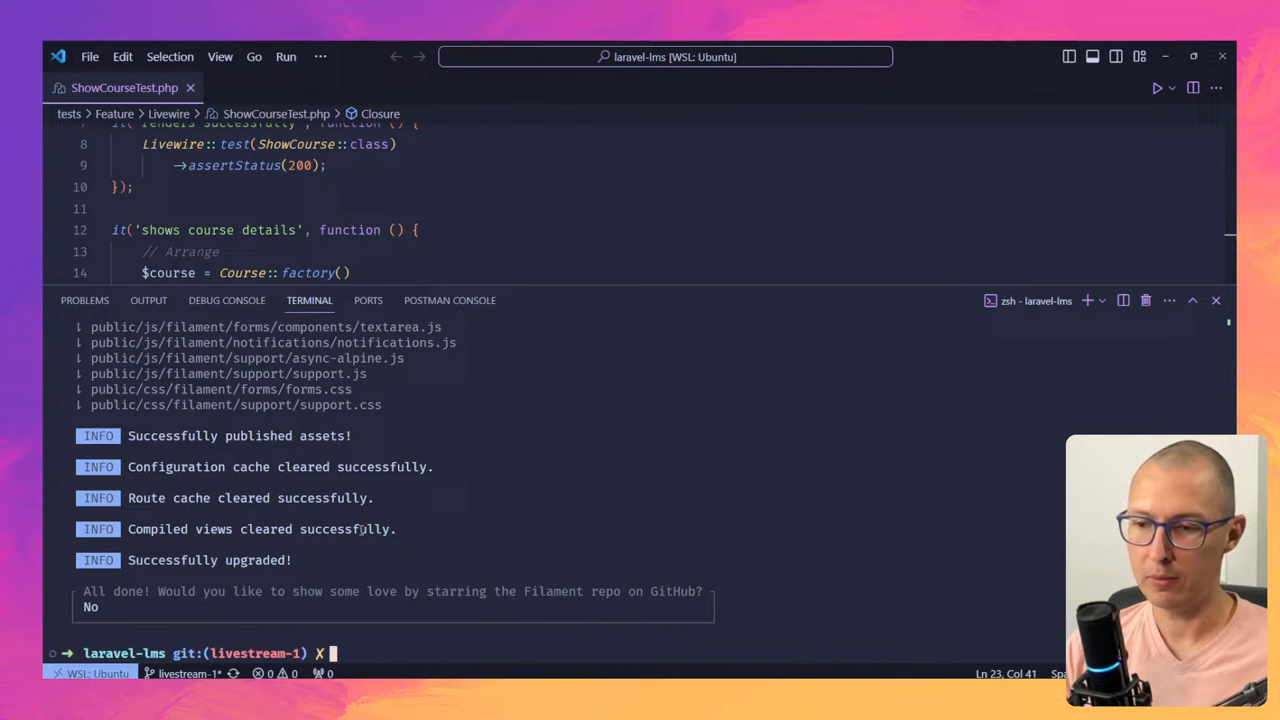 File Edit Selection View Go Run ··· laravel-lms [WSL: Ubuntu]
ShowCourseTest.php
tests > Feature > Livewire > ShowCourseTest.php > Closure
7 it('renders successfully', function () {
8 Livewire::test(ShowCourse::class)
9 ->assertStatus(200);
10 });
11
12 it('shows course details', function () {
13 // Arrange
14 $course = Course::factory()
PROBLEMS OUTPUT DEBUG CONSOLE TERMINAL PORTS POSTMAN CONSOLE zsh - laravel-lms
⇂ public/js/filament/forms/components/textarea.js
⇂ public/js/filament/notifications/notifications.js
⇂ public/js/filament/support/async-alpine.js
⇂ public/js/filament/support/support.js
⇂ public/css/filament/forms/forms.css
⇂ public/css/filament/support/support.css
INFO Successfully published assets!
INFO Configuration cache cleared successfully.
INFO Route cache cleared successfully.
INFO Compiled views cleared successfully.
INFO Successfully upgraded!
All done! Would you like to show some love by starring the Filament repo on GitHub?
No
➜ laravel-lms git:(livestream-1) ✗
WSL: Ubuntu livestream-1* 0 0 0 Ln 23, Col 41